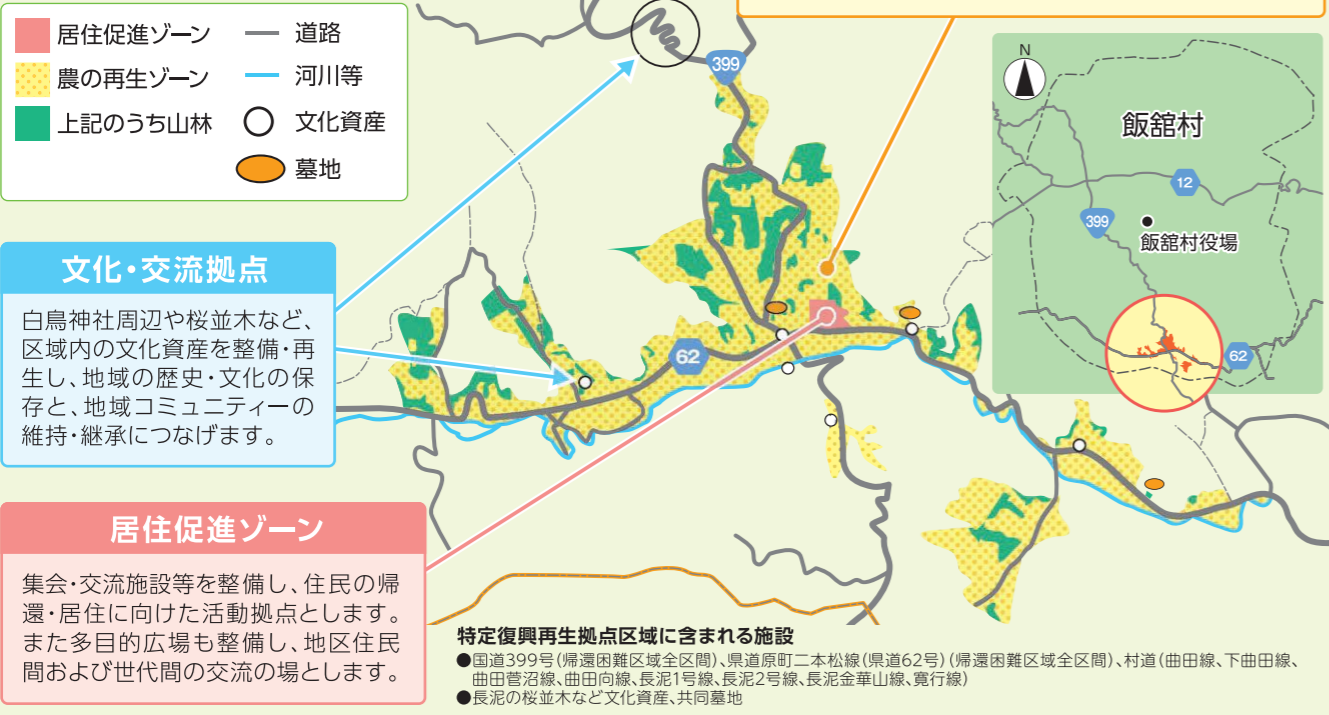 居住促進ゾーン
農の再生ゾーン
上記のうち山林
道路
河川等
文化資産
墓地
399
62
N
飯舘村
12
399
飯舘村役場
62
文化・交流拠点
白鳥神社周辺や桜並木など、
区域内の文化資産を整備・再
生し、地域の歴史・文化の保
存と、地域コミュニティーの
維持・継承につなげます。
居住促進ゾーン
集会・交流施設等を整備し、住民の帰
還・居住に向けた活動拠点とします。
また多目的広場も整備し、地区住民
間および世代間の交流の場とします。
特定復興再生拠点区域に含まれる施設
●国道399号(帰還困難区域全区間)、県道原町二本松線(県道62号)(帰還困難区域全区間)、村道(曲田線、下曲田線、
曲田菅沼線、曲田向線、長泥1号線、長泥2号線、長泥金華山線、寛行線)
●長泥の桜並木など文化資産、共同墓地